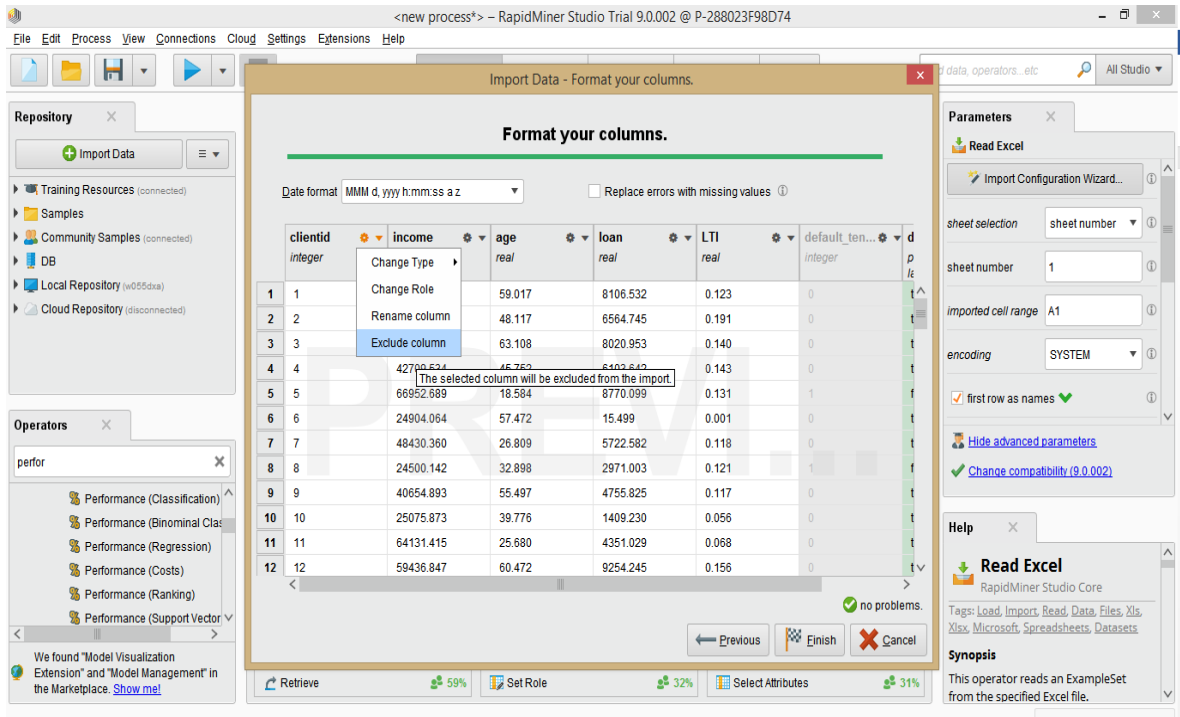 <new process*> – RapidMiner Studio Trial 9.0.002 @ P-288023F98D74
File Edit Process View Connections Cloud Settings Extensions Help
d data, operators...etc
All Studio
Repository
Import Data
Training Resources (connected)
Samples
Community Samples (connected)
DB
Local Repository (w055dxa)
Cloud Repository (disconnected)
Operators
perfor
Performance (Classification)
Performance (Binominal Clas
Performance (Regression)
Performance (Costs)
Performance (Ranking)
Performance (Support Vector
We found "Model Visualization
Extension" and "Model Management" in
the Marketplace. Show me!
Import Data - Format your columns.
Format your columns.
Date format MMM d, yyyy h:mm:ss a z
Replace errors with missing values
clientid income age loan LTI default_ten... d
integer real real real integer p
Change Type
Change Role
Rename column
Exclude column
The selected column will be excluded from the import.
1 1 59.017 8106.532 0.123 0 t
2 2 48.117 6564.745 0.191 0 t
3 3 63.108 8020.953 0.140 0 t
4 4 0.143 0 t
5 5 66952.689 18.584 8770.099 0.131 1 f
6 6 24904.064 57.472 15.499 0.001 0 t
7 7 48430.360 26.809 5722.582 0.118 0 t
8 8 24500.142 32.898 2971.003 0.121 1 f
9 9 40654.893 55.497 4755.825 0.117 0 t
10 10 25075.873 39.776 1409.230 0.056 0 t
11 11 64131.415 25.680 4351.029 0.068 0 t
12 12 59436.847 60.472 9254.245 0.156 0 t
PREVI...
no problems.
Previous
Finish
Cancel
Retrieve 59%
Set Role 32%
Select Attributes 31%
Parameters
Read Excel
Import Configuration Wizard...
sheet selection sheet number
sheet number 1
imported cell range A1
encoding SYSTEM
first row as names
Hide advanced parameters
Change compatibility (9.0.002)
Help
Read Excel
RapidMiner Studio Core
Tags: Load, Import, Read, Data, Files, Xls,
Xlsx, Microsoft, Spreadsheets, Datasets
Synopsis
This operator reads an ExampleSet
from the specified Excel file.